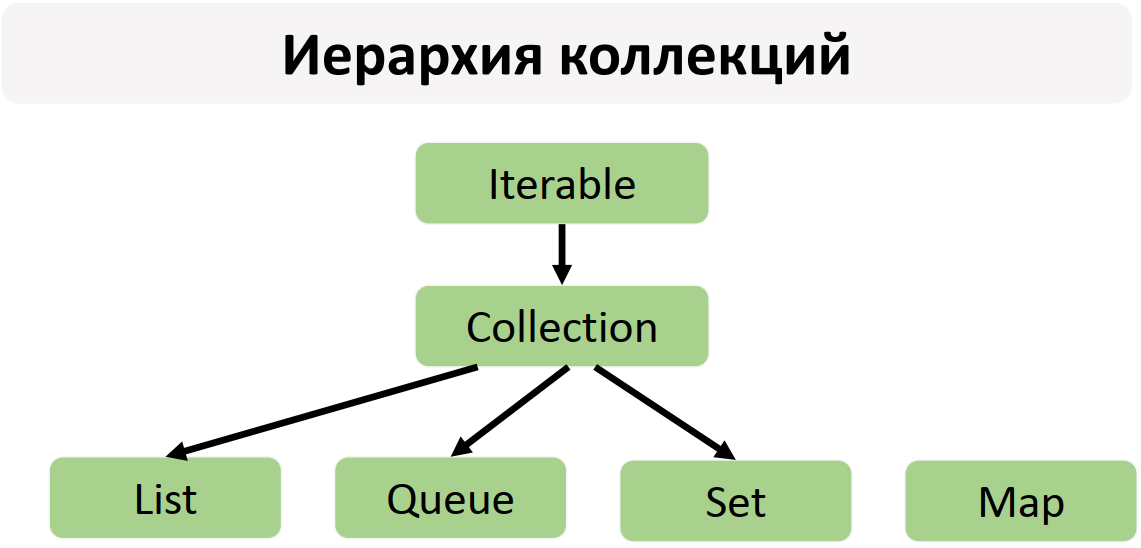 Иерархия коллекций
Iterable
Collection
List
Queue
Set
Map